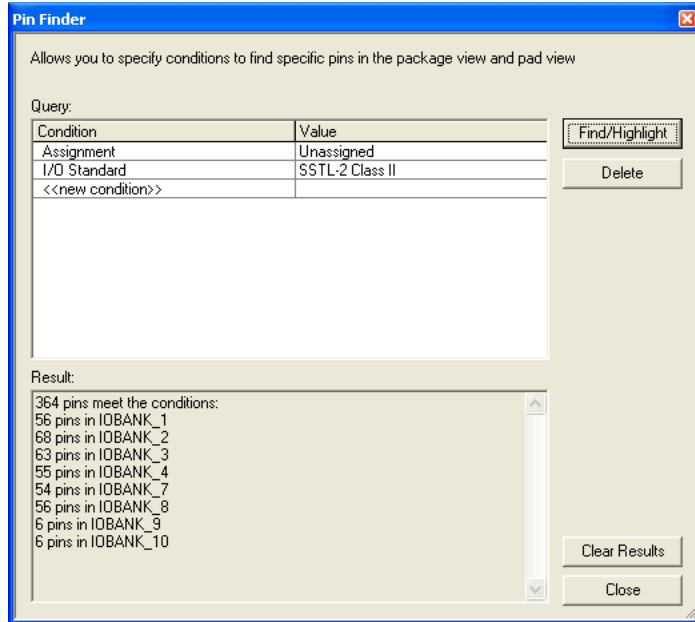 Pin Finder
Allows you to specify conditions to find specific pins in the package view and pad view
Query:
Condition Value
Assignment Unassigned
I/O Standard SSTL-2 Class II
<<new condition>>
Find/Highlight
Delete
Result:
364 pins meet the conditions:
56 pins in IOBANK_1
68 pins in IOBANK_2
63 pins in IOBANK_3
55 pins in IOBANK_4
54 pins in IOBANK_7
56 pins in IOBANK_8
6 pins in IOBANK_9
6 pins in IOBANK_10
Clear Results
Close